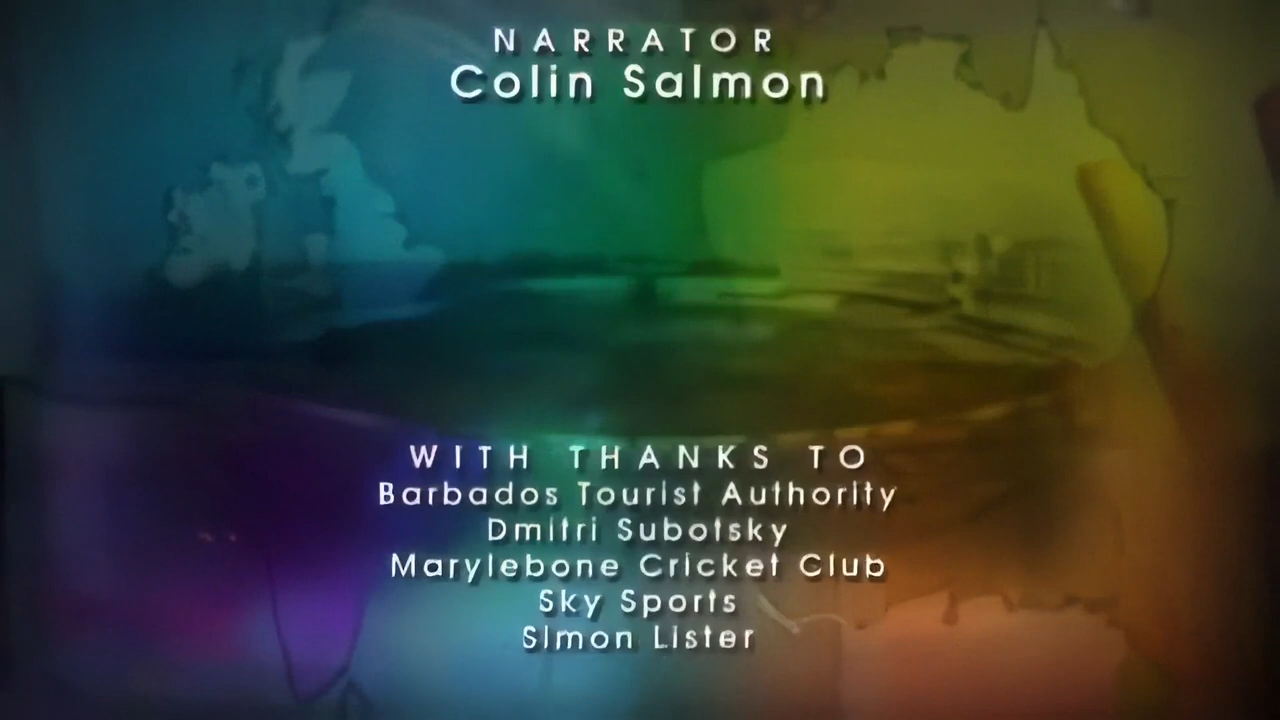 NARRATOR
Colin Salmon
WITH THANKS TO
Barbados Tourist Authority
Dmitri Subotsky
Marylebone Cricket Club
Sky Sports
Simon Lister